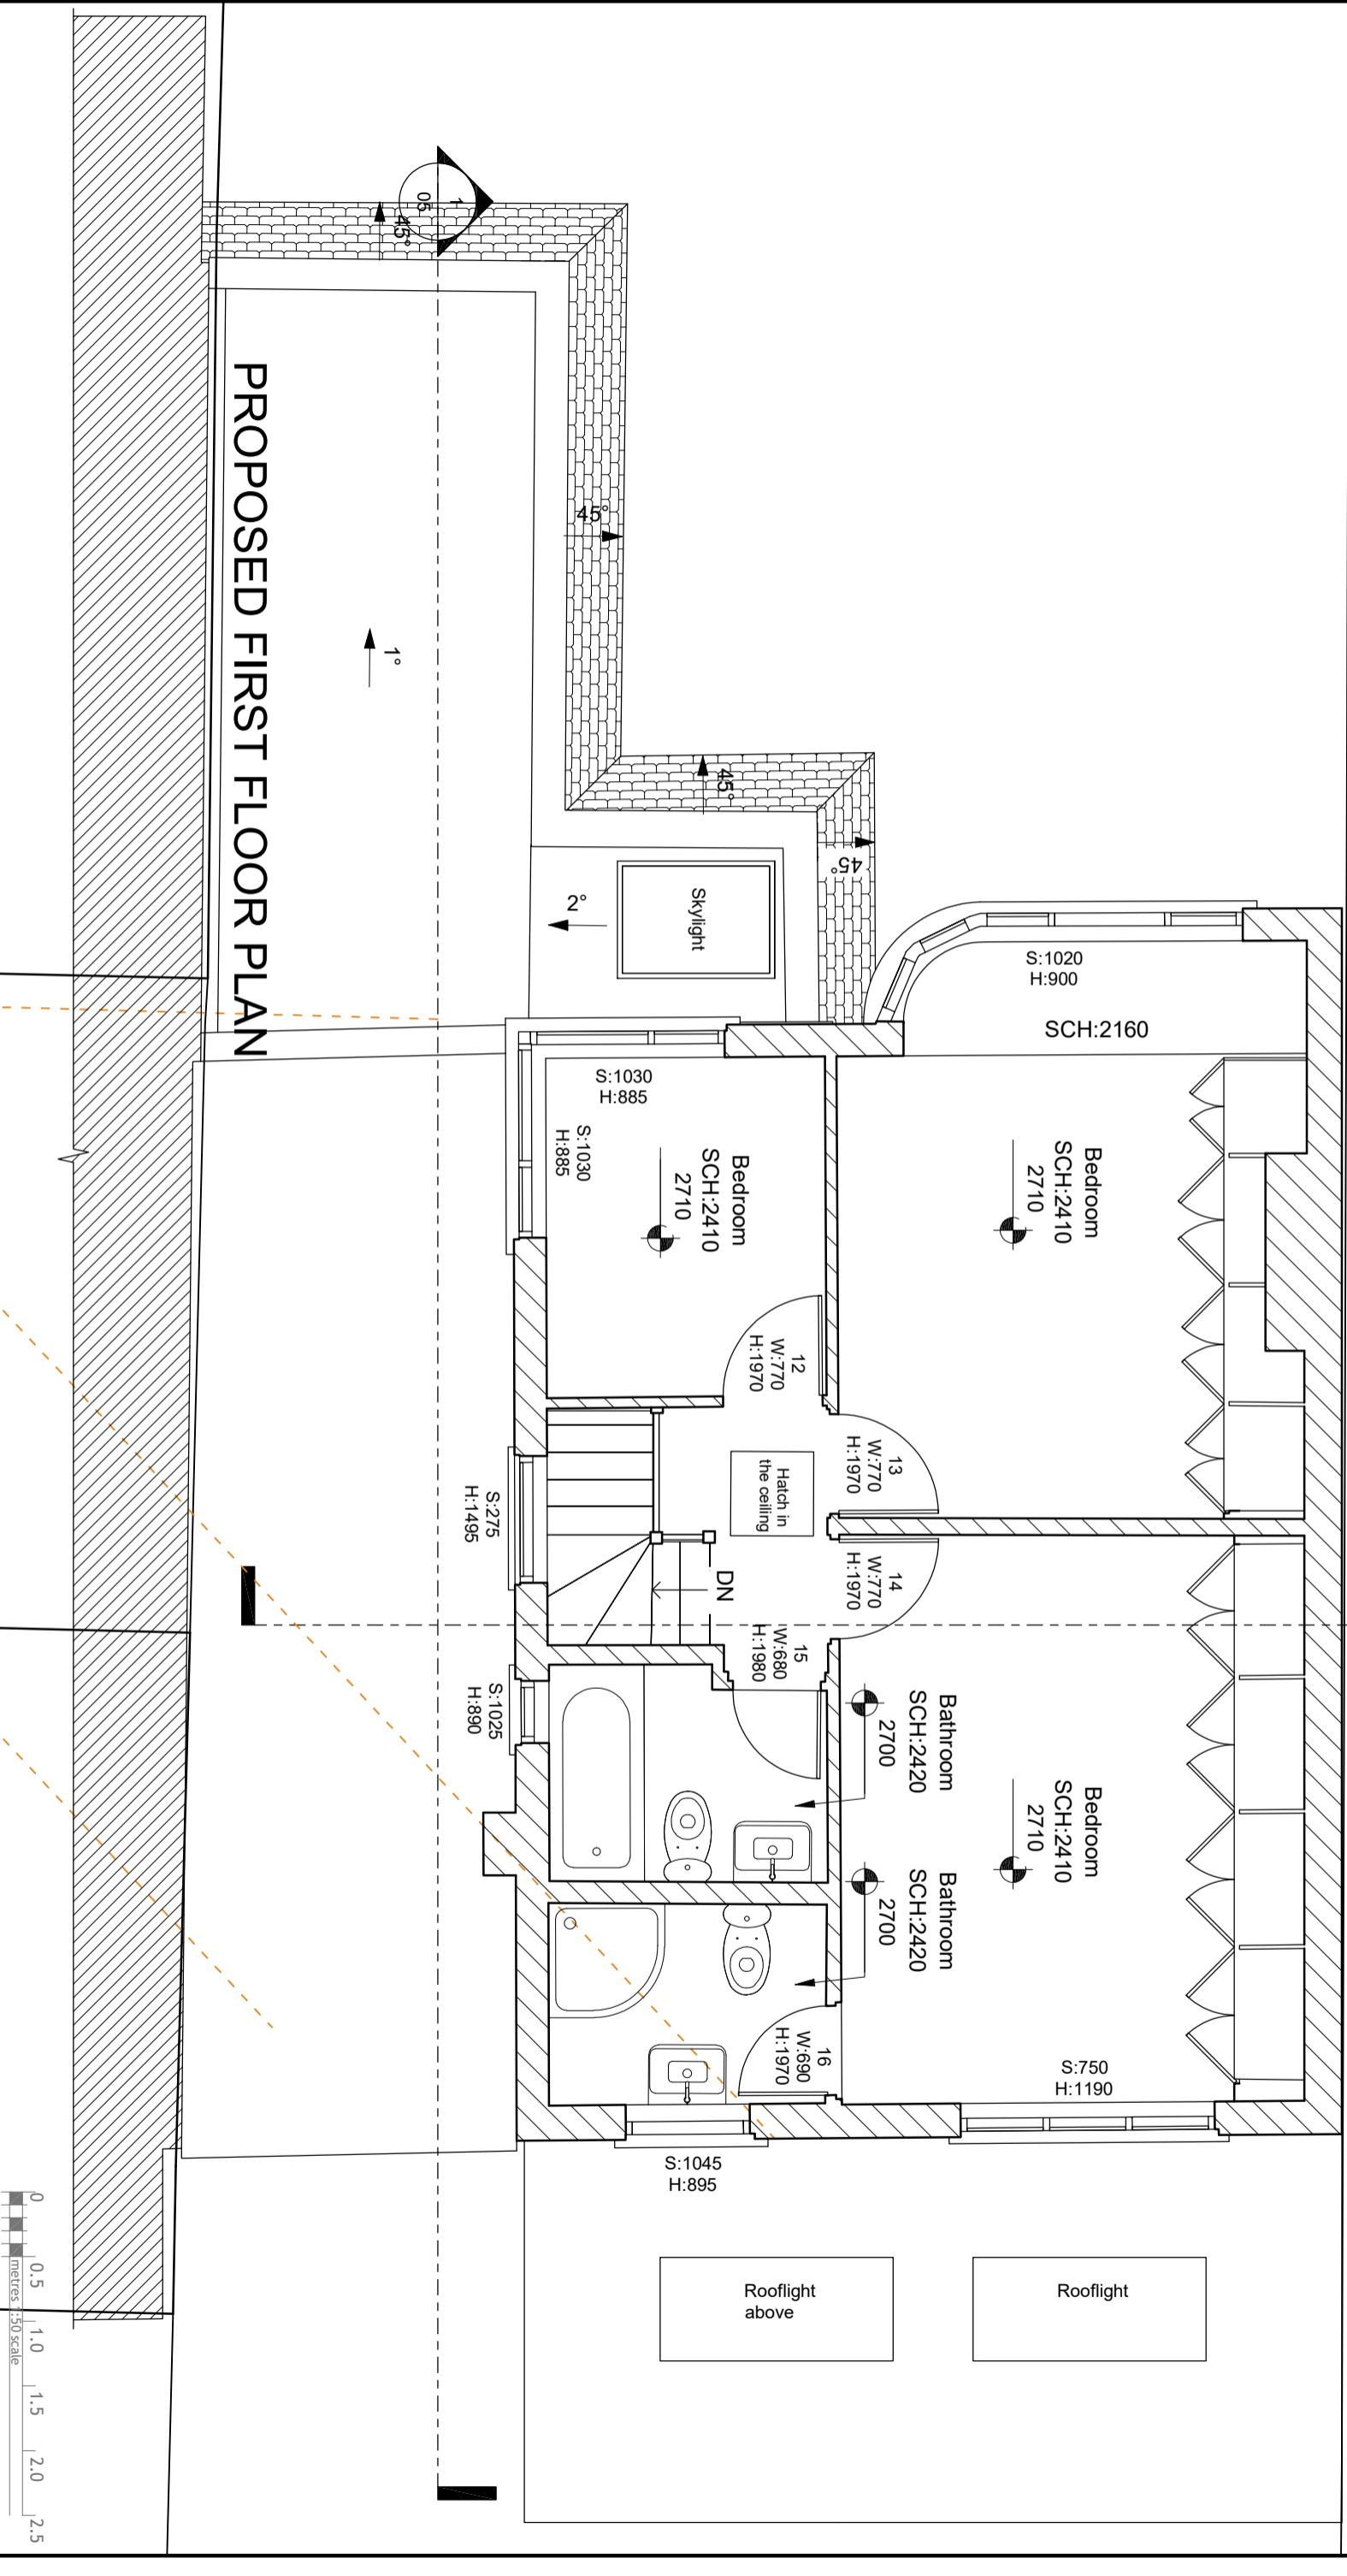 1
05
45°
45°
45°
45°
1°
2°
PROPOSED FIRST FLOOR PLAN
Skylight
S:1020
H:900
SCH:2160
S:1030
H:885
S:1030
H:885
Bedroom
SCH:2410
2710
Bedroom
SCH:2410
2710
12
W:770
H:1970
13
W:770
H:1970
Hatch in
the ceiling
14
W:770
H:1970
DN
15
W:680
H:1980
S:275
H:1495
S:1025
H:890
Bathroom
SCH:2420
2700
Bathroom
SCH:2420
2700
Bedroom
SCH:2410
2710
16
W:690
H:1970
S:750
H:1190
S:1045
H:895
Rooflight
above
Rooflight
0 0.5 1.0 1.5 2.0 2.5
metres 1:50 scale